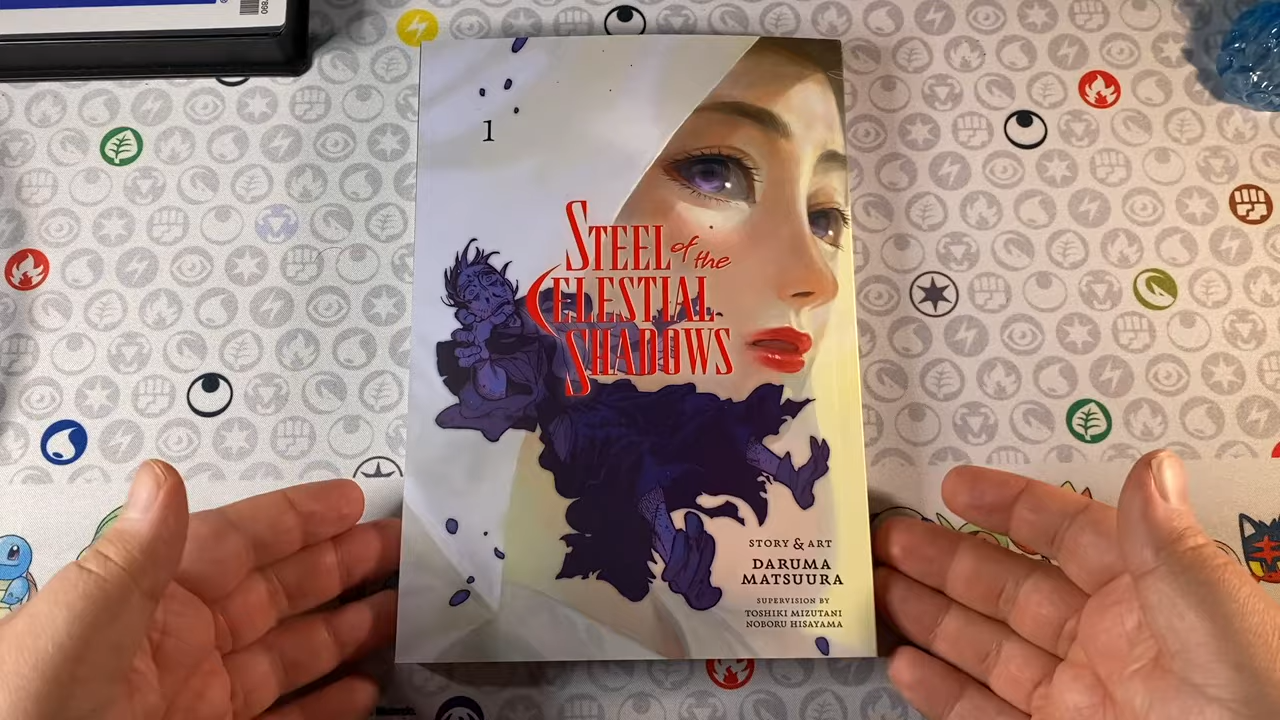 1
STEEL of the
CELESTIAL
SHADOWS
STORY & ART
DARUMA
MATSUURA
SUPERVISION BY
TOSHIKI MIZUTANI
NOBORU HISAYAMA